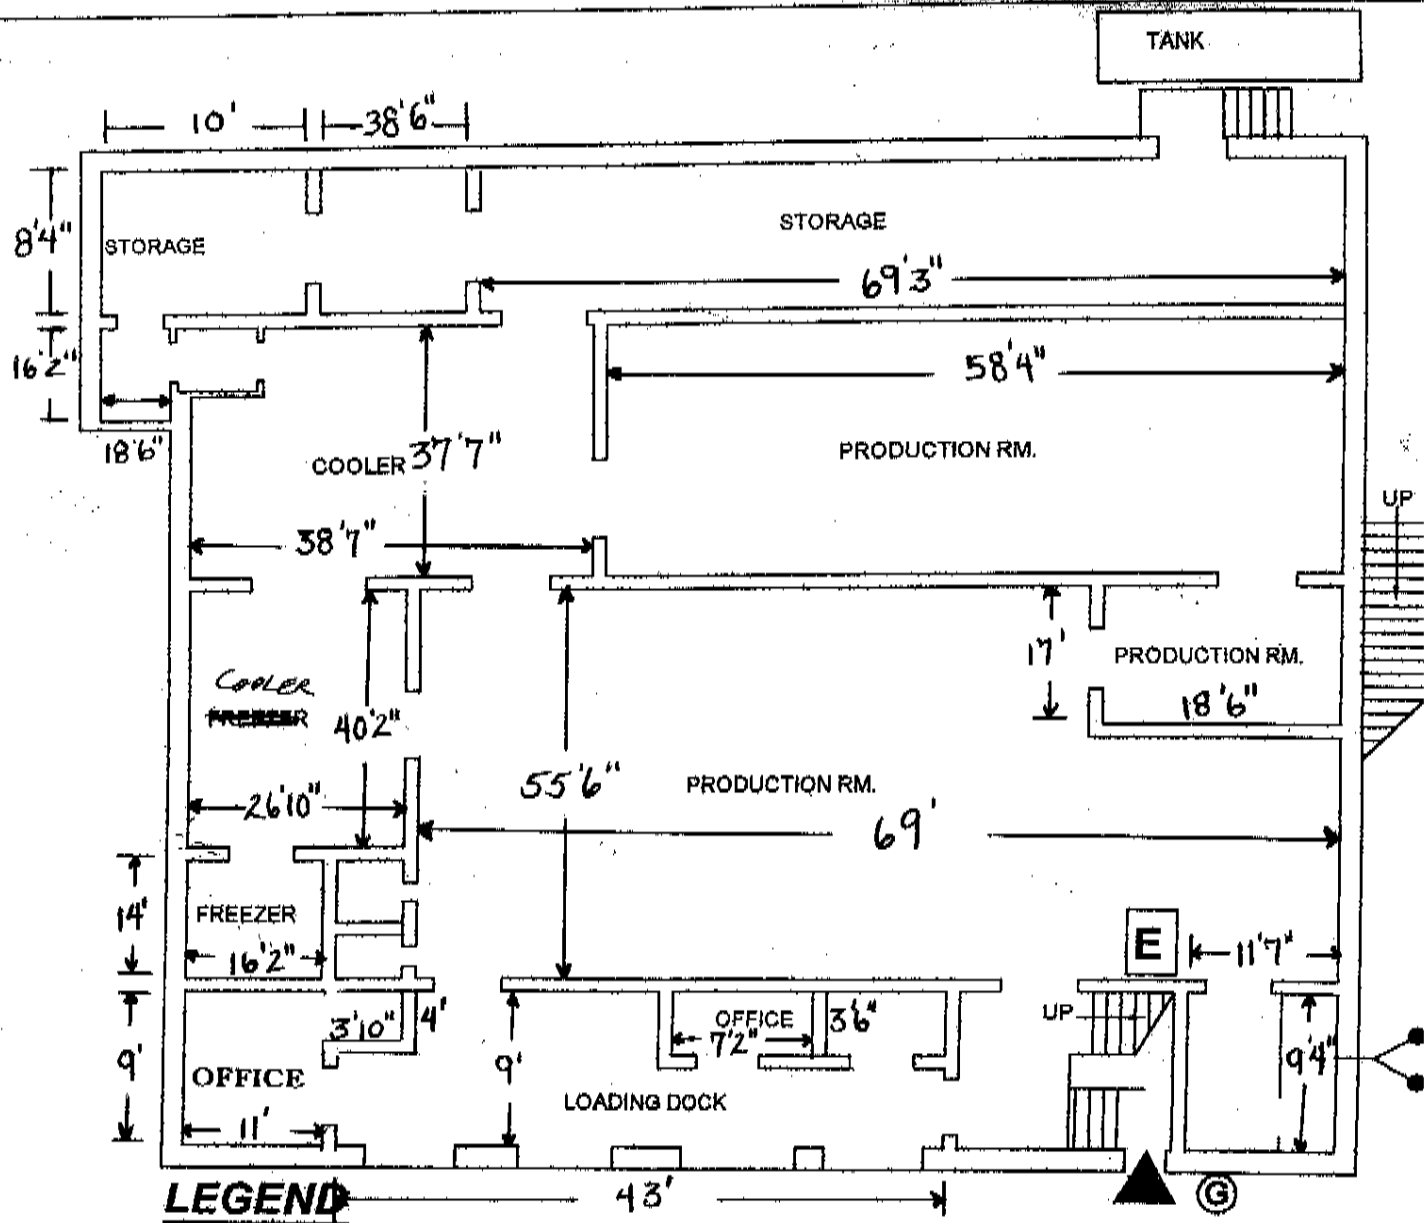 TANK
10' 38'6"
8'4"
STORAGE
STORAGE
69'3"
16'2"
58'4"
18'6"
COOLER 37'7"
PRODUCTION RM.
UP
38'7"
17'
PRODUCTION RM.
18'6"
COOLER
FREEZER
40'2"
55'6"
PRODUCTION RM.
26'10"
69'
14'
FREEZER
16'2"
E
11'7"
3'10"
4'
OFFICE
7'2"
3'6"
UP
9'
OFFICE
9'
9'4"
LOADING DOCK
11'
LEGEND
43'
G